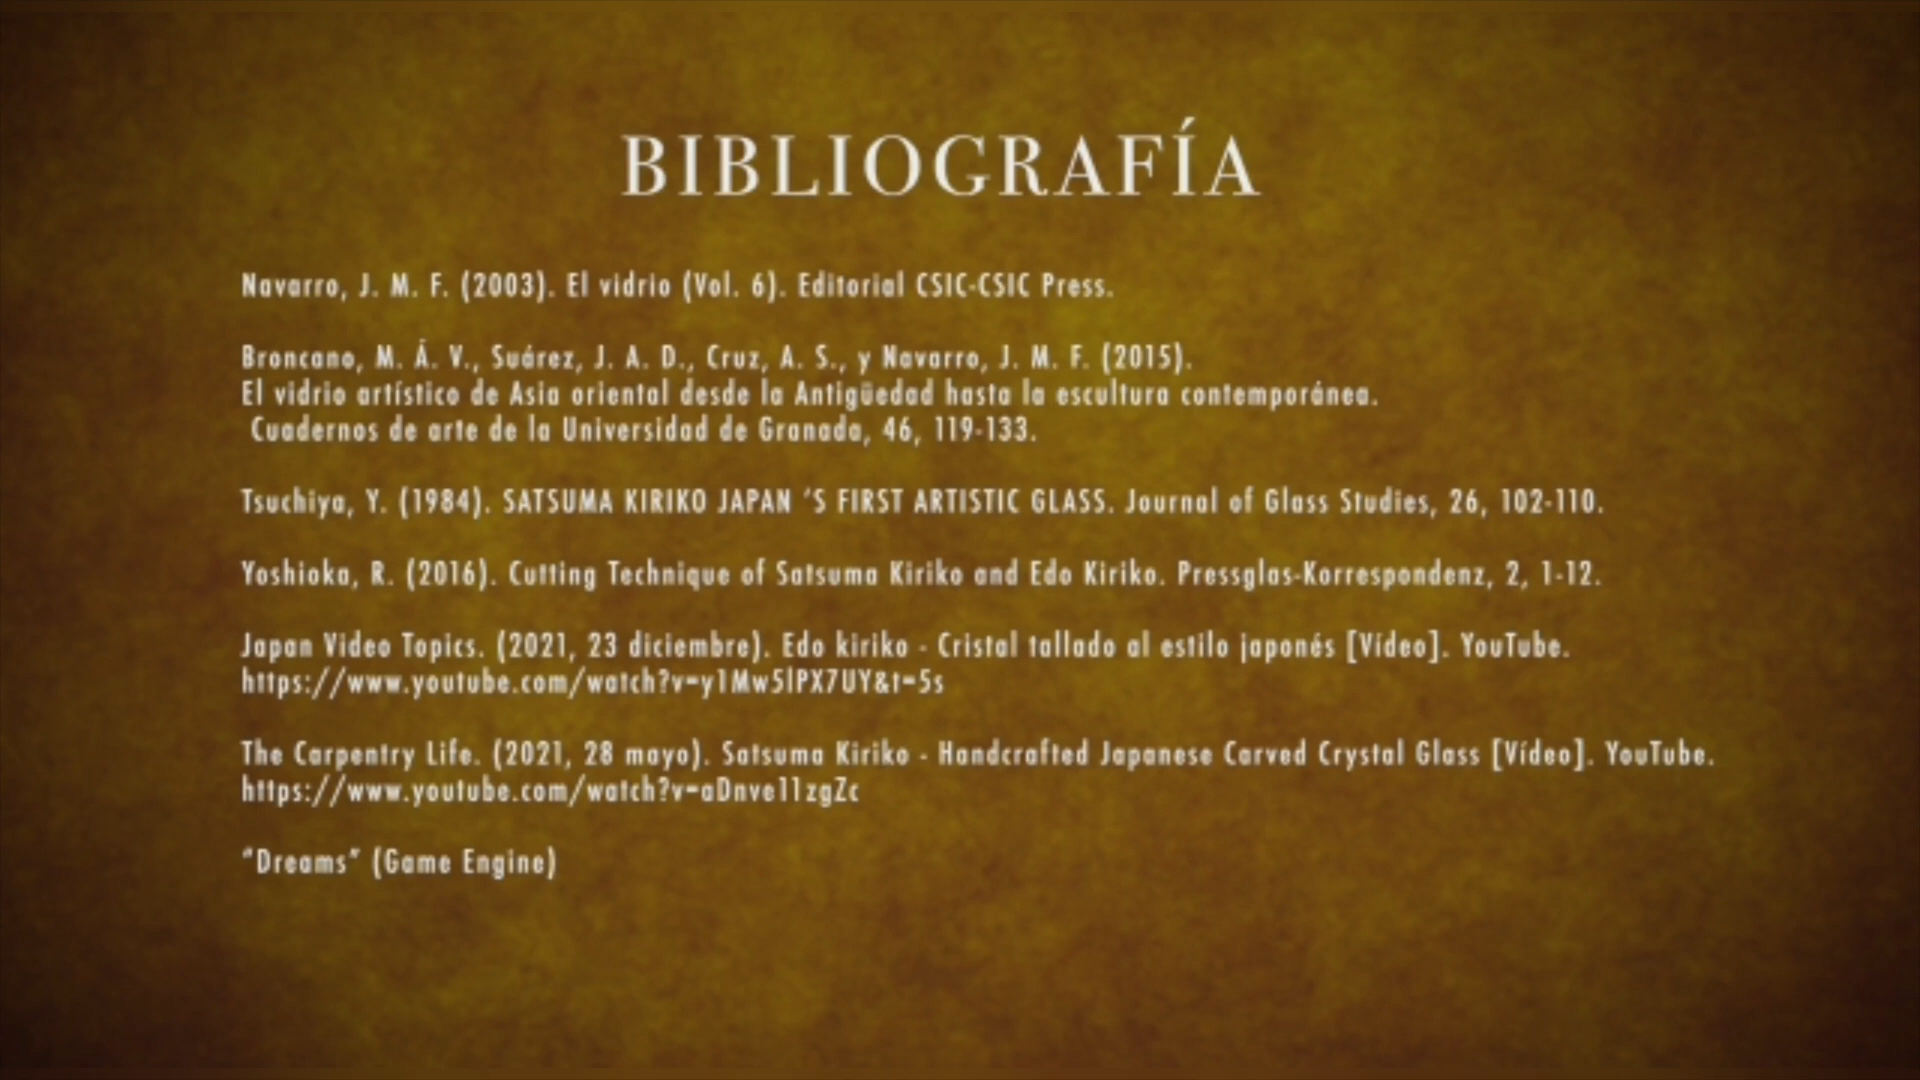 BIBLIOGRAFÍA
Navarro, J. M. F. (2003). El vidrio (Vol. 6). Editorial CSIC-CSIC Press.
Broncano, M. Á. V., Suárez, J. A. D., Cruz, A. S., y Navarro, J. M. F. (2015).
El vidrio artístico de Asia oriental desde la Antigüedad hasta la escultura contemporánea.
Cuadernos de arte de la Universidad de Granada, 46, 119-133.
Tsuchiya, Y. (1984). SATSUMA KIRIKO JAPAN ‘S FIRST ARTISTIC GLASS. Journal of Glass Studies, 26, 102-110.
Yoshioka, R. (2016). Cutting Technique of Satsuma Kiriko and Edo Kiriko. Pressglas-Korrespondenz, 2, 1-12.
Japan Video Topics. (2021, 23 diciembre). Edo kiriko - Cristal tallado al estilo japonés [Vídeo]. YouTube.
https://www.youtube.com/watch?v=y1Mw5lPX7UY&t=5s
The Carpentry Life. (2021, 28 mayo). Satsuma Kiriko - Handcrafted Japanese Carved Crystal Glass [Vídeo]. YouTube.
https://www.youtube.com/watch?v=aDnve11zgZc
“Dreams” (Game Engine)